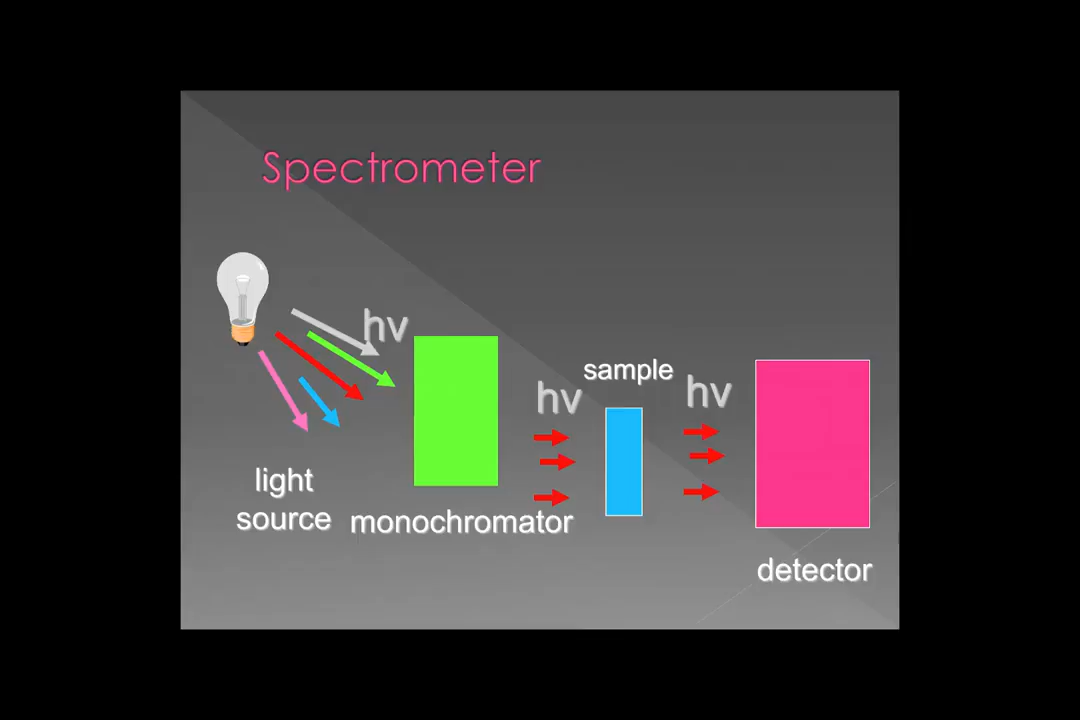 Spectrometer
hv
sample
hv
hv
light
source
monochromator
detector